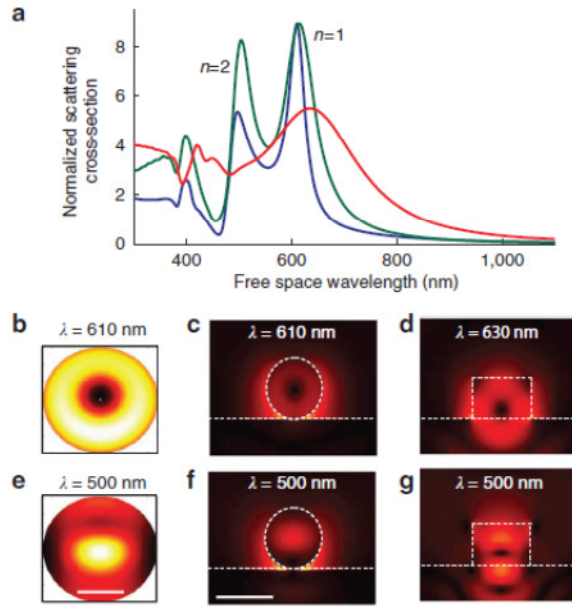 a
Normalized scattering
cross-section
8
6
4
2
0
n=2
n=1
400
600
800
1,000
Free space wavelength (nm)
b
λ = 610 nm
c
λ = 610 nm
d
λ = 630 nm
e
λ = 500 nm
f
λ = 500 nm
g
λ = 500 nm